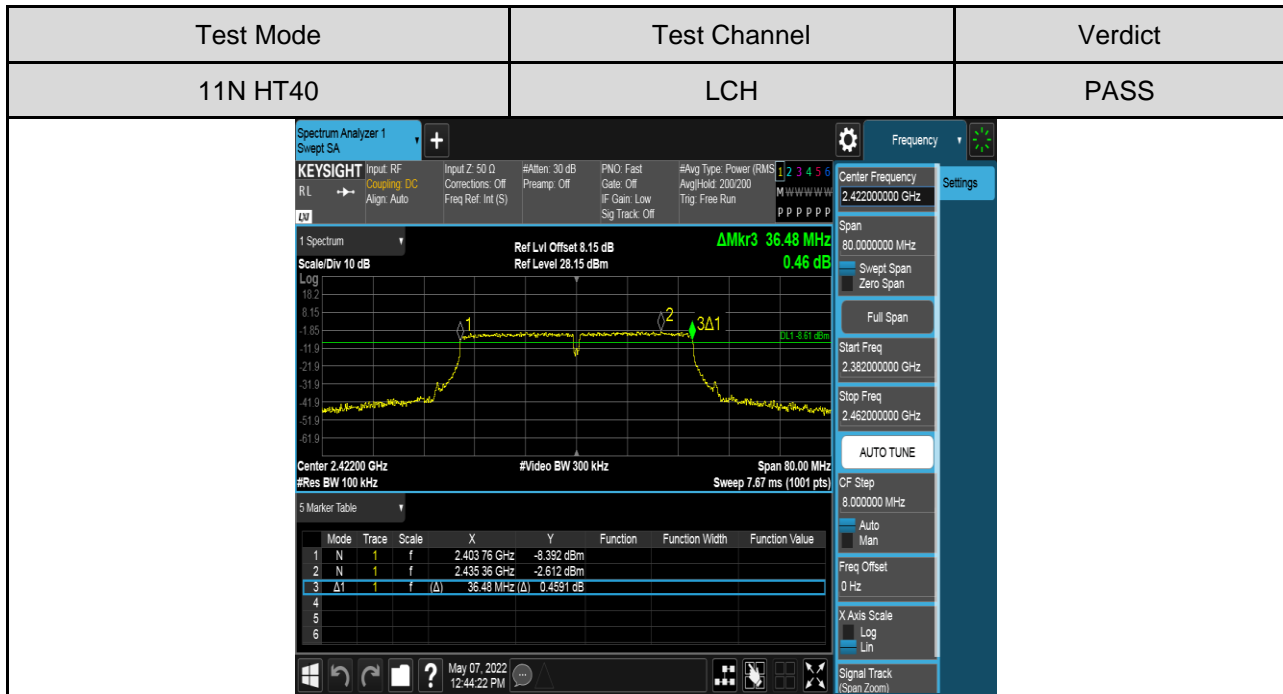 Test Mode Test Channel Verdict
11N HT40 LCH PASS
Spectrum Analyzer 1
Swept SA
+
Frequency
KEYSIGHT
RL
LXI
Input: RF
Coupling: DC
Align: Auto
Input Z: 50 Ω
Corrections: Off
Freq Ref: Int (S)
#Atten: 30 dB
Preamp: Off
PNO: Fast
Gate: Off
IF Gain: Low
Sig Track: Off
#Avg Type: Power (RMS
Avg|Hold: 200/200
Trig: Free Run
1 2 3 4 5 6
M W W W W W
P P P P P P
1 Spectrum
Scale/Div 10 dB
Ref Lvl Offset 8.15 dB
Ref Level 28.15 dBm
ΔMkr3 36.48 MHz
0.46 dB
Log
18.2
8.15
-1.85
-11.9
-21.9
-31.9
-41.9
-51.9
-61.9
1
2
3Δ1
DL1 -8.61 dBm
Center 2.42200 GHz #Video BW 300 kHz Span 80.00 MHz
#Res BW 100 kHz Sweep 7.67 ms (1001 pts)
5 Marker Table
Mode Trace Scale X Y Function Function Width Function Value
1 N 1 f 2.403 76 GHz -8.392 dBm
2 N 1 f 2.435 36 GHz -2.612 dBm
3 Δ1 1 f (Δ) 36.48 MHz (Δ) 0.4591 dB
4
5
6
?
May 07, 2022
12:44:22 PM
Center Frequency
2.422000000 GHz
Settings
Span
80.0000000 MHz
Swept Span
Zero Span
Full Span
Start Freq
2.382000000 GHz
Stop Freq
2.462000000 GHz
AUTO TUNE
CF Step
8.000000 MHz
Auto
Man
Freq Offset
0 Hz
X Axis Scale
Log
Lin
Signal Track
(Span Zoom)